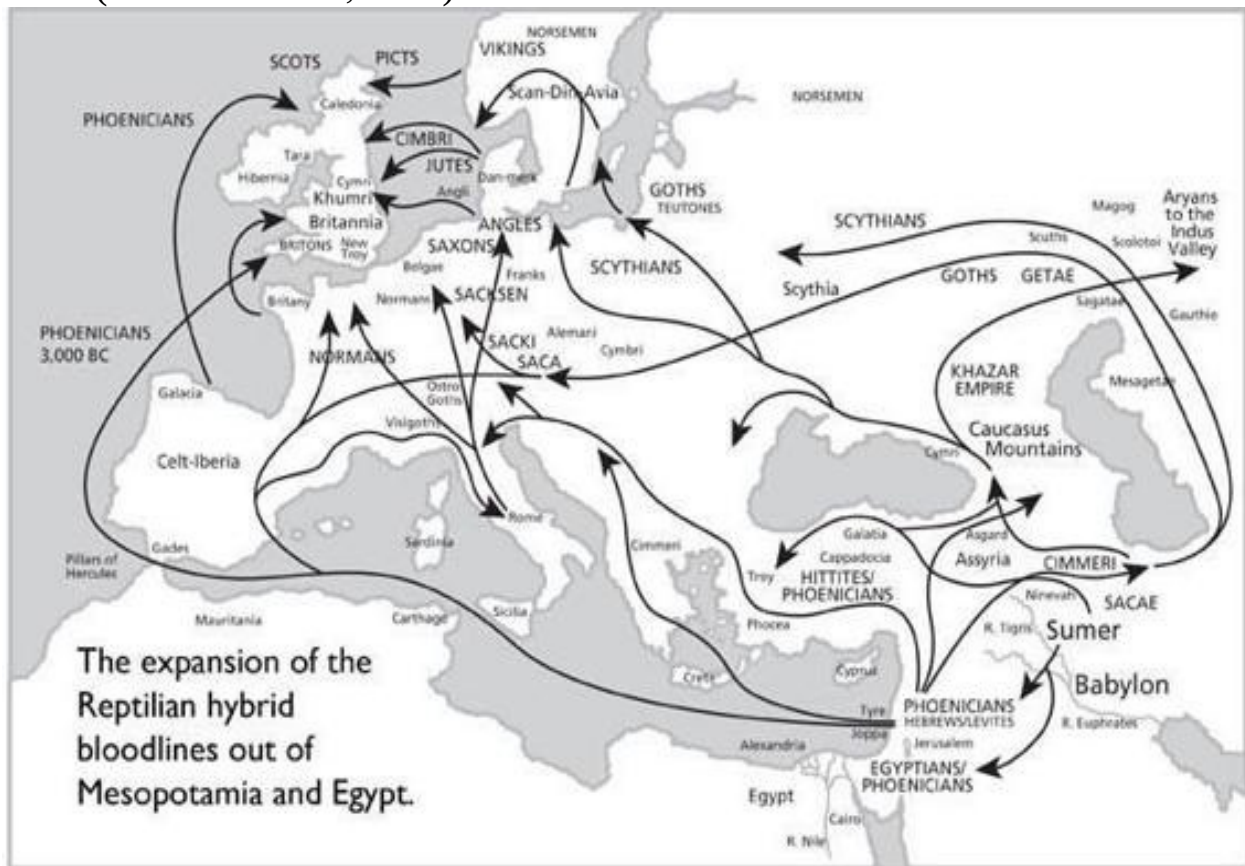 NORSEMEN
VIKINGS
SCOTS
PICTS
Scan-Din-Avia
NORSEMEN
Caledonia
PHOENICIANS
CIMBRI
Tara
JUTES
Hibernia
Cymri
Dan-merk
Angli
Khumri
GOTHS
TEUTONES
Britannia
ANGLES
BRITONS
New
Troy
SAXONS
Belgae
Franks
SCYTHIANS
SCYTHIANS
Magog
Scuths
Scolotoi
Aryans
to the
Indus
Valley
Scythia
GOTHS
GETAE
Sagatae
Gauthie
Britany
Normani
SACKSEN
PHOENICIANS
3,000 BC
NORMANS
SACKI
Alemani
SACA
Cymbri
KHAZAR
EMPIRE
Mesagetae
Galacia
Ostro
Goths
Visigoths
Caucasus
Mountains
Cymri
Celt-Iberia
Rome
Sardinia
Cimmeri
Galatia
Asgard
Pillars of
Hercules
Gades
Cappadocia
Assyria
CIMMERI
Troy
HITTITES/
PHOENICIANS
Ninevah
SACAE
Mauritania
Carthage
Sicilia
Phocea
R. Tigris
Sumer
The expansion of the
Reptilian hybrid
bloodlines out of
Mesopotamia and Egypt.
Crete
Cyprus
Babylon
Tyre
Joppa
PHOENICIANS
HEBREWS/LEVITES
R. Euphrates
Alexandria
Jerusalem
EGYPTIANS/
PHOENICIANS
Egypt
Cairo
R. Nile